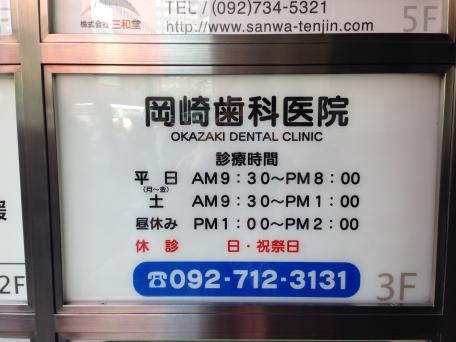 株式会社 三和堂
TEL / (092)734-5321
http://www.sanwa-tenjin.com
5F
岡崎歯科医院
OKAZAKI DENTAL CLINIC
診療時間
平 日 AM9:30~PM8:00
(月~金)
土 AM9:30~PM1:00
昼休み PM1:00~PM2:00
休 診 日・祝祭日
☎092-712-3131
3F
2F